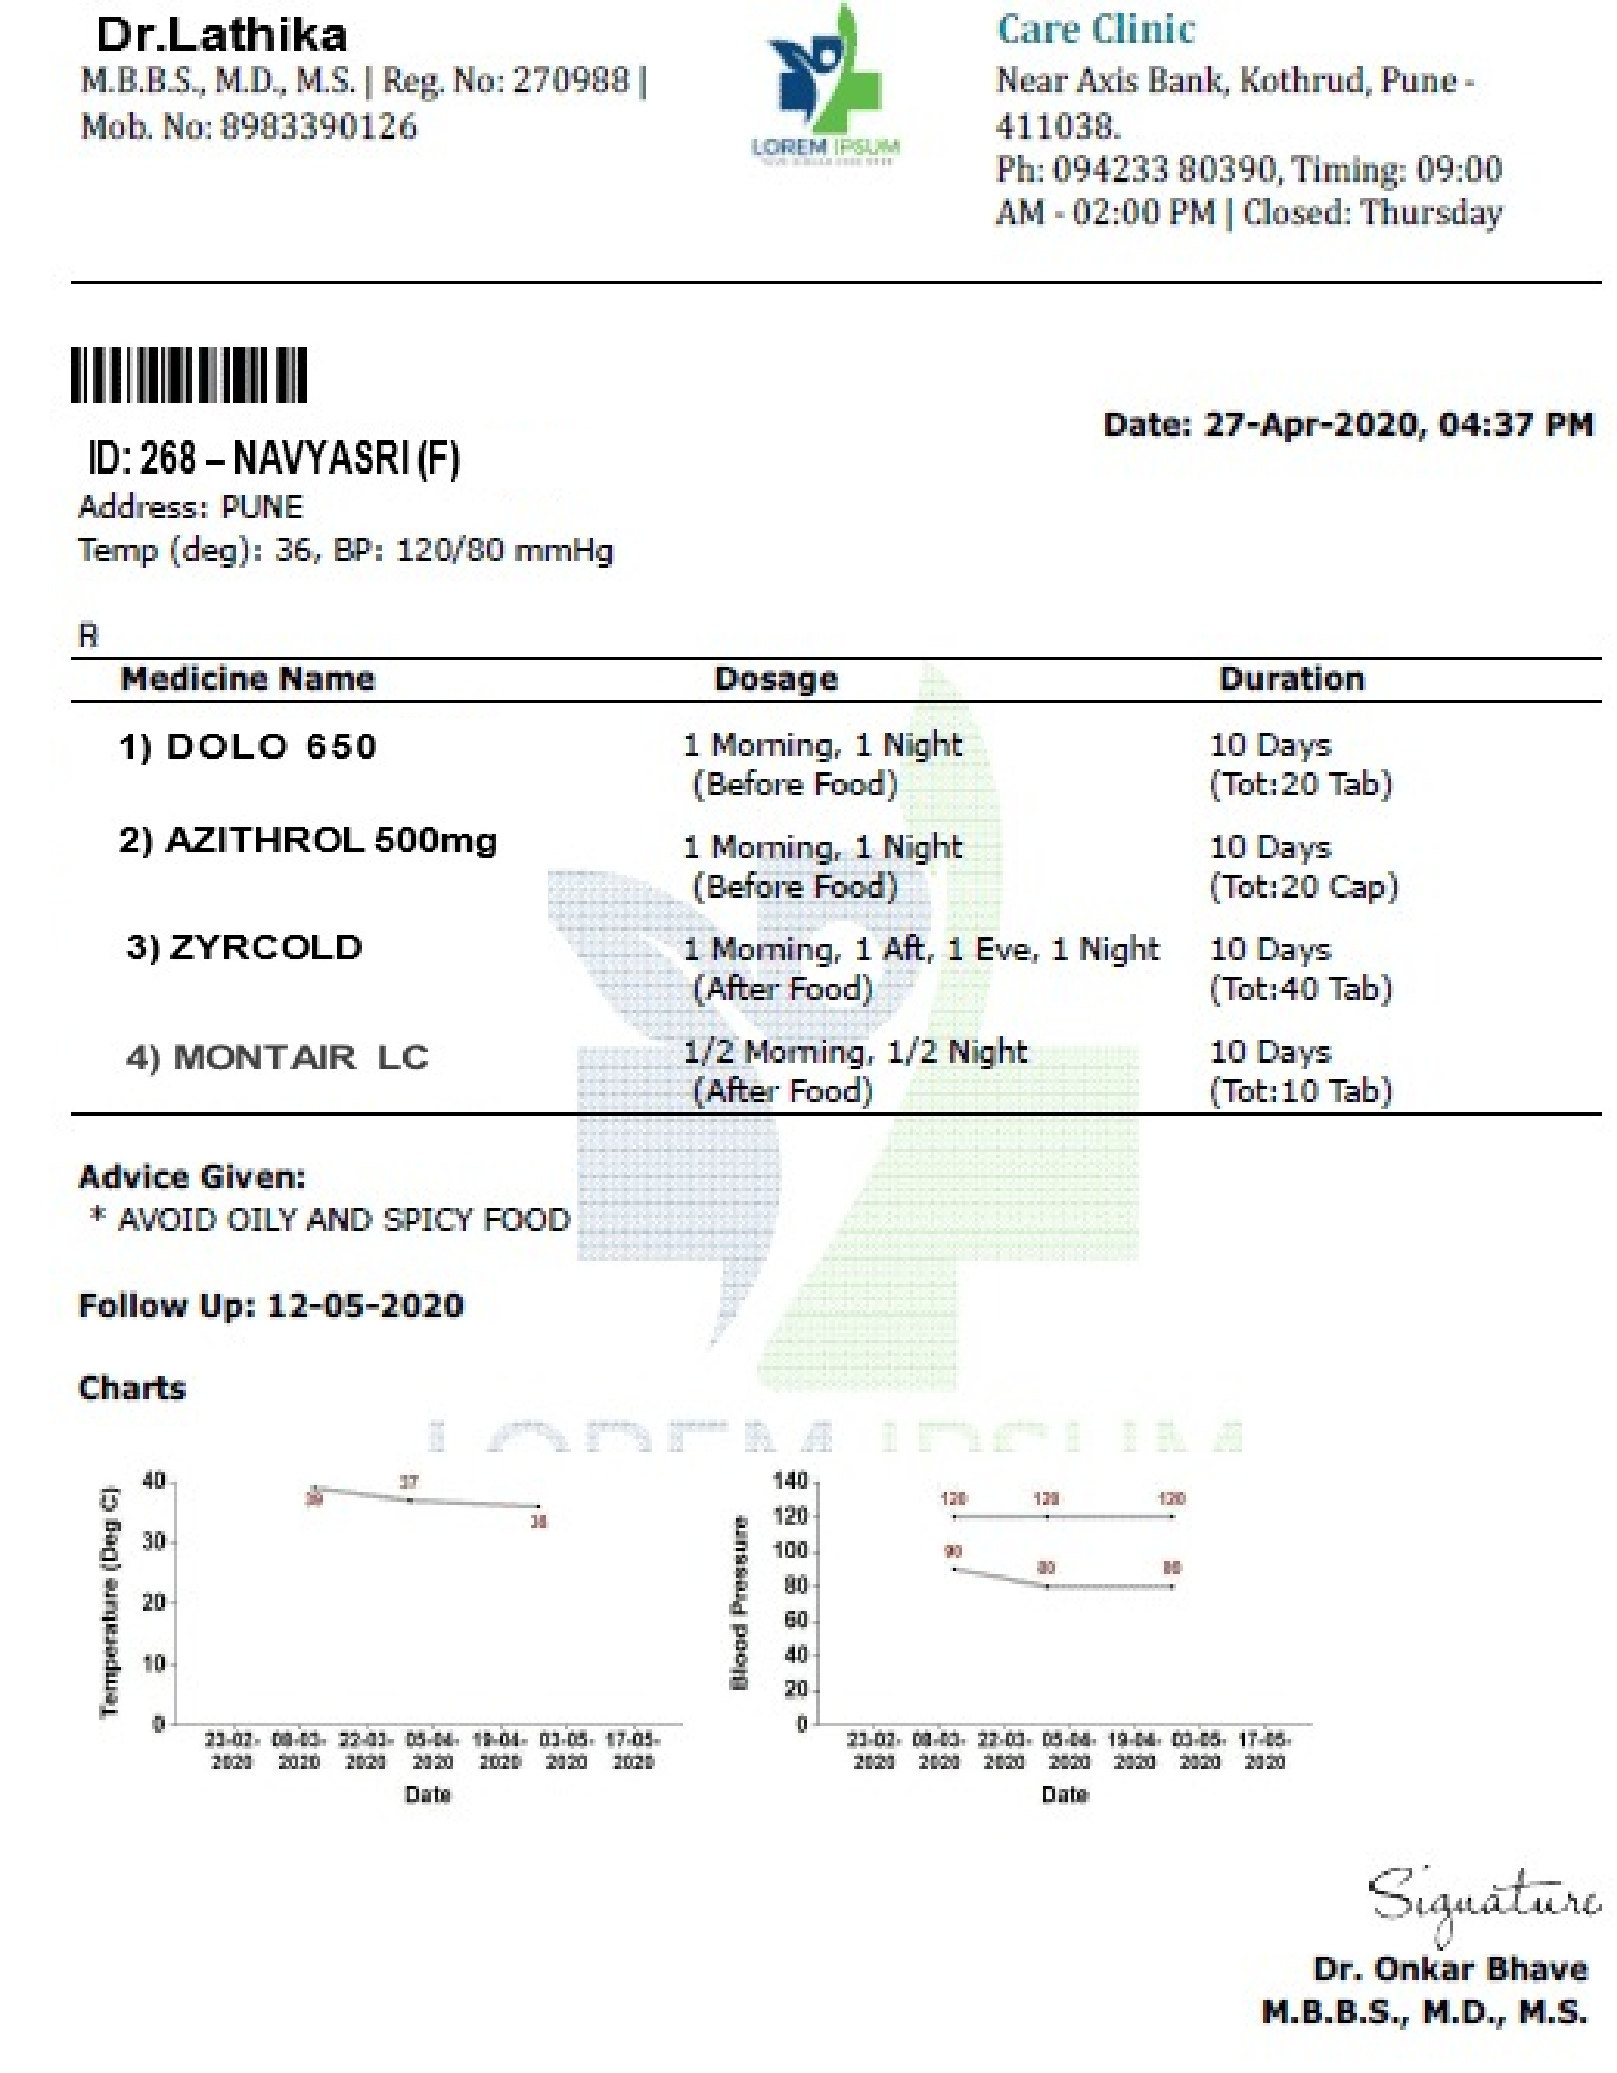 Dr.Lathika
M.B.B.S., M.D., M.S. | Reg. No: 270988 |
Mob. No: 8983390126
LOREM IPSUM
Care Clinic
Near Axis Bank, Kothrud, Pune -
411038.
Ph: 094233 80390, Timing: 09:00
AM - 02:00 PM | Closed: Thursday
Date: 27-Apr-2020, 04:37 PM
ID: 268 – NAVYASRI (F)
Address: PUNE
Temp (deg): 36, BP: 120/80 mmHg
R
Medicine Name Dosage Duration
1) DOLO 650 1 Morning, 1 Night 10 Days
(Before Food) (Tot:20 Tab)
2) AZITHROL 500mg 1 Morning, 1 Night 10 Days
(Before Food) (Tot:20 Cap)
3) ZYRCOLD 1 Morning, 1 Aft, 1 Eve, 1 Night 10 Days
(After Food) (Tot:40 Tab)
4) MONTAIR LC 1/2 Morning, 1/2 Night 10 Days
(After Food) (Tot:10 Tab)
Advice Given:
* AVOID OILY AND SPICY FOOD
Follow Up: 12-05-2020
Charts
LOREM IPSUM
Temperature (Deg C)
40
30
20
10
0
39 37 36
23-02-2020 08-03-2020 22-03-2020 05-04-2020 19-04-2020 03-05-2020 17-05-2020
Date
Blood Pressure
140
120
100
80
60
40
20
0
120 120 120
90 80 80
23-02-2020 08-03-2020 22-03-2020 05-04-2020 19-04-2020 03-05-2020 17-05-2020
Date
Signature
Dr. Onkar Bhave
M.B.B.S., M.D., M.S.